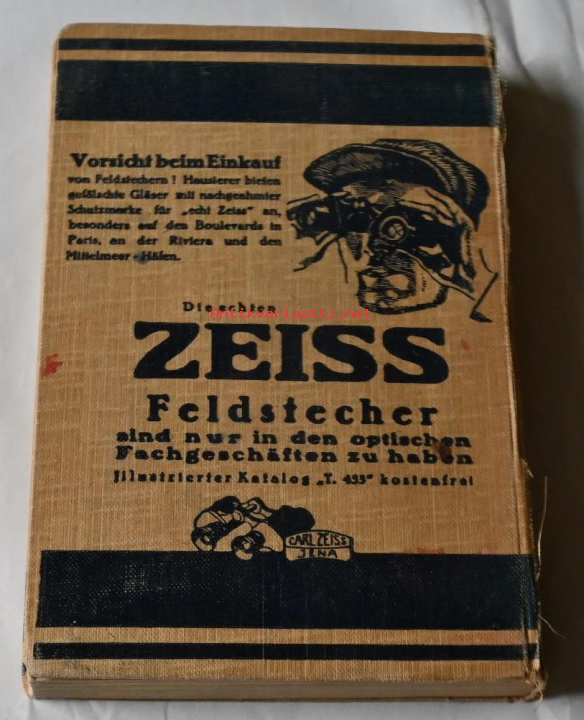 Vorsicht beim Einkauf
von Feldstechern! Hausierer bieten
gefälschte Gläser mit nachgeahmter
Schutzmarke für „echt Zeiss" an,
besonders auf den Boulevards in
Paris, an der Riviera und den
Mittelmeer-Häfen.
Die echten
ZEISS
Feldstecher
sind nur in den optischen
Fachgeschäften zu haben
Jllustrierter Katalog „T. 493" kostenfrei
CARL ZEISS
JENA